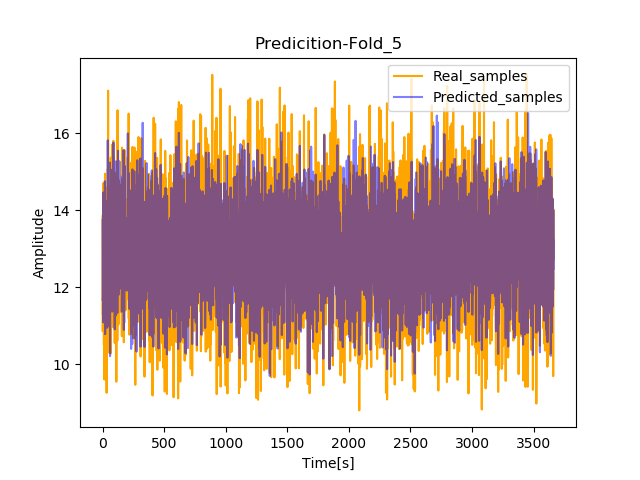 Predicition-Fold_5
Real_samples
Predicted_samples
Amplitude
16
14
12
10
0 500 1000 1500 2000 2500 3000 3500
Time[s]